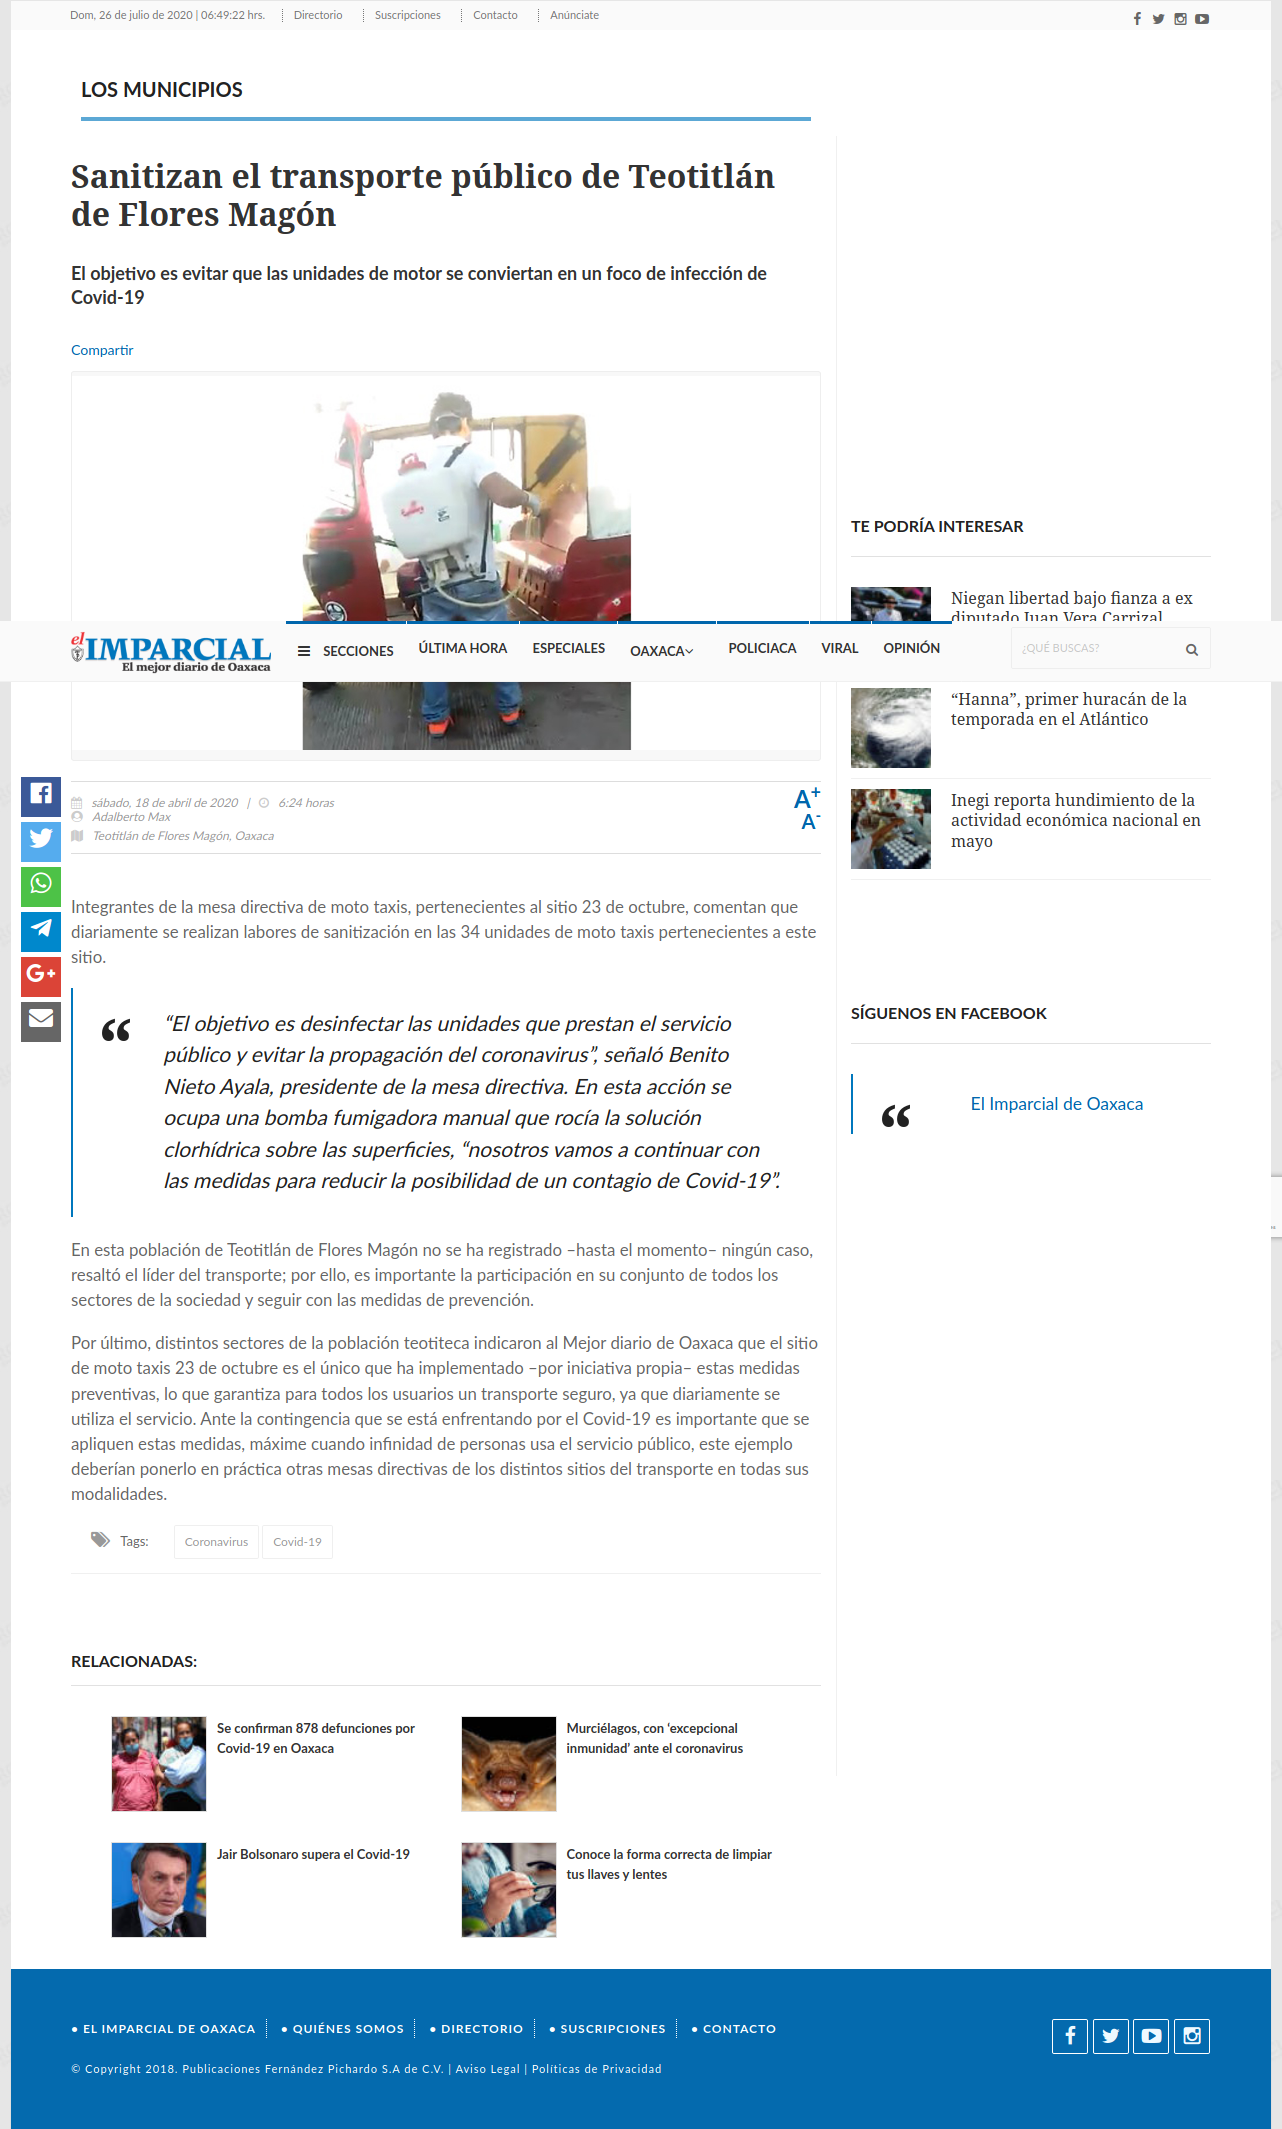 Dom, 26 de julio de 2020 | 06:49:22 hrs.
Directorio
Suscripciones
Contacto
Anúnciate
LOS MUNICIPIOS
Sanitizan el transporte público de Teotitlán
de Flores Magón
El objetivo es evitar que las unidades de motor se conviertan en un foco de infección de
Covid-19
Compartir
TE PODRÍA INTERESAR
Niegan libertad bajo fianza a ex
diputado Juan Vera Carrizal
el IMPARCIAL
El mejor diario de Oaxaca
SECCIONES
ÚLTIMA HORA
ESPECIALES
OAXACA
POLICIACA
VIRAL
OPINIÓN
¿QUÉ BUSCAS?
“Hanna”, primer huracán de la
temporada en el Atlántico
Inegi reporta hundimiento de la
actividad económica nacional en
mayo
sábado, 18 de abril de 2020 | 6:24 horas
Adalberto Max
Teotitlán de Flores Magón, Oaxaca
A+
A-
Integrantes de la mesa directiva de moto taxis, pertenecientes al sitio 23 de octubre, comentan que
diariamente se realizan labores de sanitización en las 34 unidades de moto taxis pertenecientes a este
sitio.
“El objetivo es desinfectar las unidades que prestan el servicio
público y evitar la propagación del coronavirus”, señaló Benito
Nieto Ayala, presidente de la mesa directiva. En esta acción se
ocupa una bomba fumigadora manual que rocía la solución
clorhídrica sobre las superficies, “nosotros vamos a continuar con
las medidas para reducir la posibilidad de un contagio de Covid-19”.
SÍGUENOS EN FACEBOOK
El Imparcial de Oaxaca
En esta población de Teotitlán de Flores Magón no se ha registrado –hasta el momento– ningún caso,
resaltó el líder del transporte; por ello, es importante la participación en su conjunto de todos los
sectores de la sociedad y seguir con las medidas de prevención.
Por último, distintos sectores de la población teotiteca indicaron al Mejor diario de Oaxaca que el sitio
de moto taxis 23 de octubre es el único que ha implementado –por iniciativa propia– estas medidas
preventivas, lo que garantiza para todos los usuarios un transporte seguro, ya que diariamente se
utiliza el servicio. Ante la contingencia que se está enfrentando por el Covid-19 es importante que se
apliquen estas medidas, máxime cuando infinidad de personas usa el servicio público, este ejemplo
deberían ponerlo en práctica otras mesas directivas de los distintos sitios del transporte en todas sus
modalidades.
Tags:
Coronavirus
Covid-19
RELACIONADAS:
Se confirman 878 defunciones por
Covid-19 en Oaxaca
Murciélagos, con ‘excepcional
inmunidad’ ante el coronavirus
Jair Bolsonaro supera el Covid-19
Conoce la forma correcta de limpiar
tus llaves y lentes
• EL IMPARCIAL DE OAXACA
• QUIÉNES SOMOS
• DIRECTORIO
• SUSCRIPCIONES
• CONTACTO
© Copyright 2018. Publicaciones Fernández Pichardo S.A de C.V. | Aviso Legal | Políticas de Privacidad